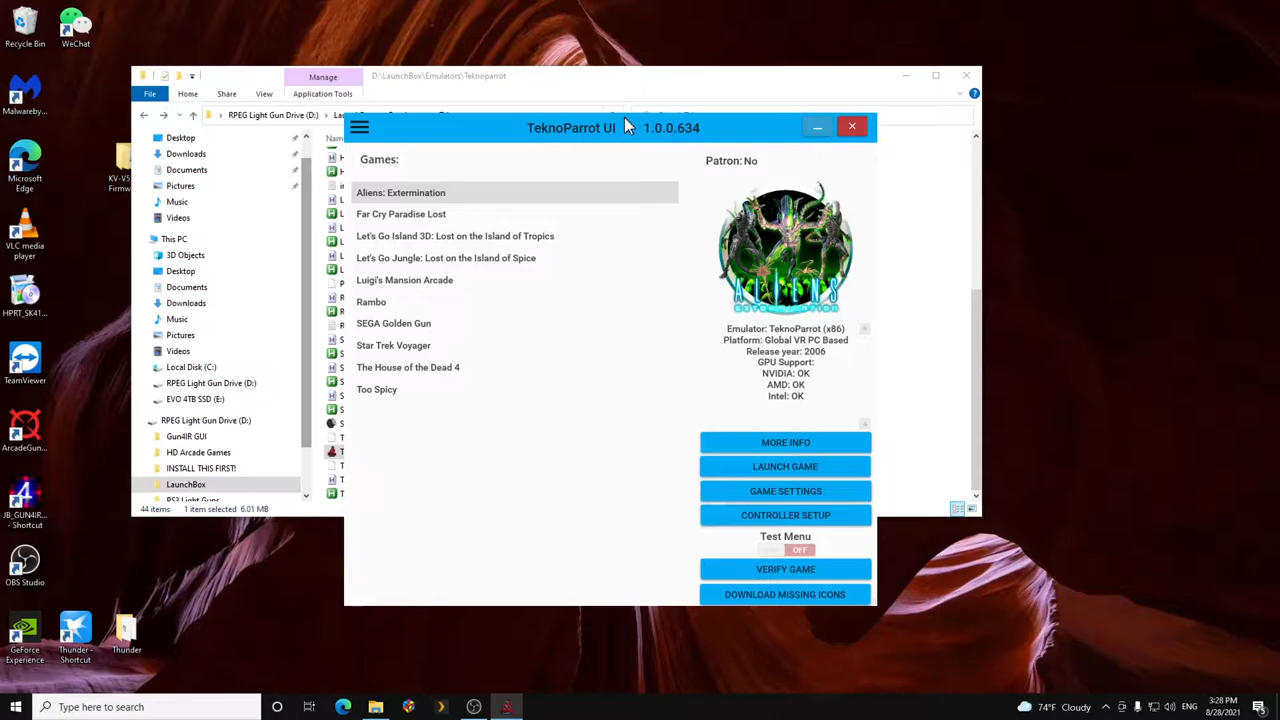 Recycle Bin
WeChat
Malwareby...
Microsoft
Edge
VLC media
player
HPRT_SK41...
TeamViewer
ArcadeGun...
JB_GUN4IR
- Shortcut
OBS Studio
GeForce
Experience
Thunder -
Shortcut
Thunder
KV-V5
Firmw
Manage
D:\LaunchBox\Emulators\Teknoparrot
File
Home
Share
View
Application Tools
RPEG Light Gun Drive (D:)
Desktop
Downloads
Documents
Pictures
Music
Videos
This PC
3D Objects
Desktop
Documents
Downloads
Music
Pictures
Videos
Local Disk (C:)
RPEG Light Gun Drive (D:)
EVO 4TB SSD (E:)
RPEG Light Gun Drive (D:)
Gun4IR GUI
HD Arcade Games
INSTALL THIS FIRST!
LaunchBox
PS3 Light Guns
44 items
1 item selected 6.01 MB
TeknoParrot UI
1.0.0.634
Games:
Aliens: Extermination
Far Cry Paradise Lost
Let's Go Island 3D: Lost on the Island of Tropics
Let's Go Jungle: Lost on the Island of Spice
Luigi's Mansion Arcade
Rambo
SEGA Golden Gun
Star Trek Voyager
The House of the Dead 4
Too Spicy
Patron: No
ALIENS
EXTERMINATION
Emulator: TeknoParrot (x86)
Platform: Global VR PC Based
Release year: 2006
GPU Support:
NVIDIA: OK
AMD: OK
Intel: OK
MORE INFO
LAUNCH GAME
GAME SETTINGS
CONTROLLER SETUP
Test Menu
OFF
VERIFY GAME
DOWNLOAD MISSING ICONS
Type here to search
74°F Cloudy
ENG
3:28 PM
8/28/2021